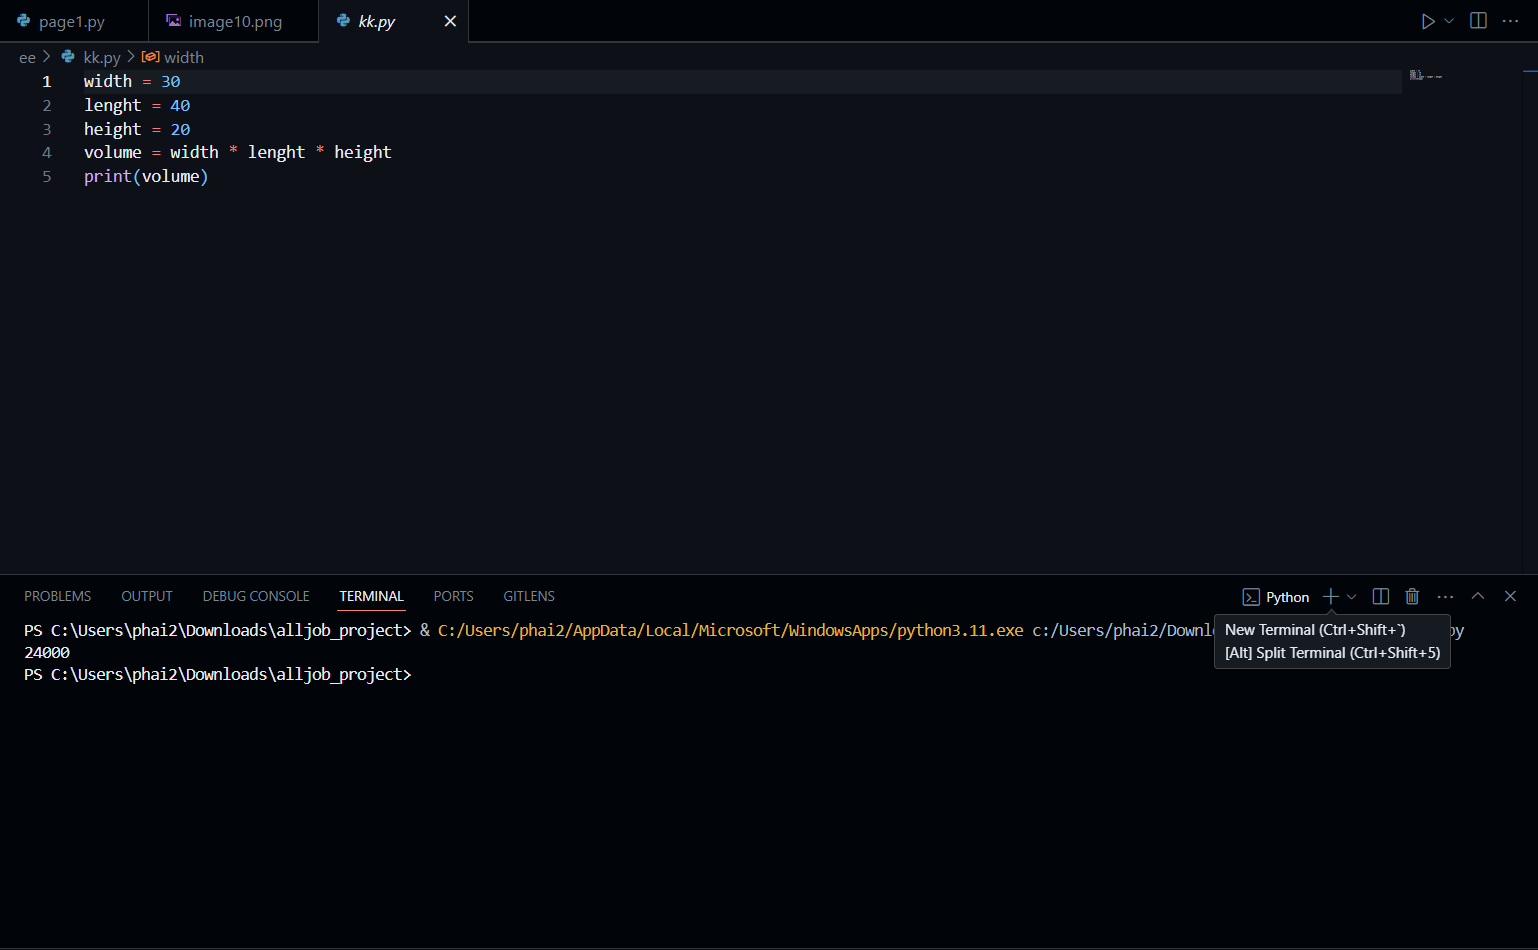 page1.py image10.png kk.py
ee > kk.py > width
1 width = 30
2 lenght = 40
3 height = 20
4 volume = width * lenght * height
5 print(volume)
PROBLEMS OUTPUT DEBUG CONSOLE TERMINAL PORTS GITLENS Python
PS C:\Users\phai2\Downloads\alljob_project> & C:/Users/phai2/AppData/Local/Microsoft/WindowsApps/python3.11.exe c:/Users/phai2/Downl
New Terminal (Ctrl+Shift+`)
[Alt] Split Terminal (Ctrl+Shift+5)
py
24000
PS C:\Users\phai2\Downloads\alljob_project>